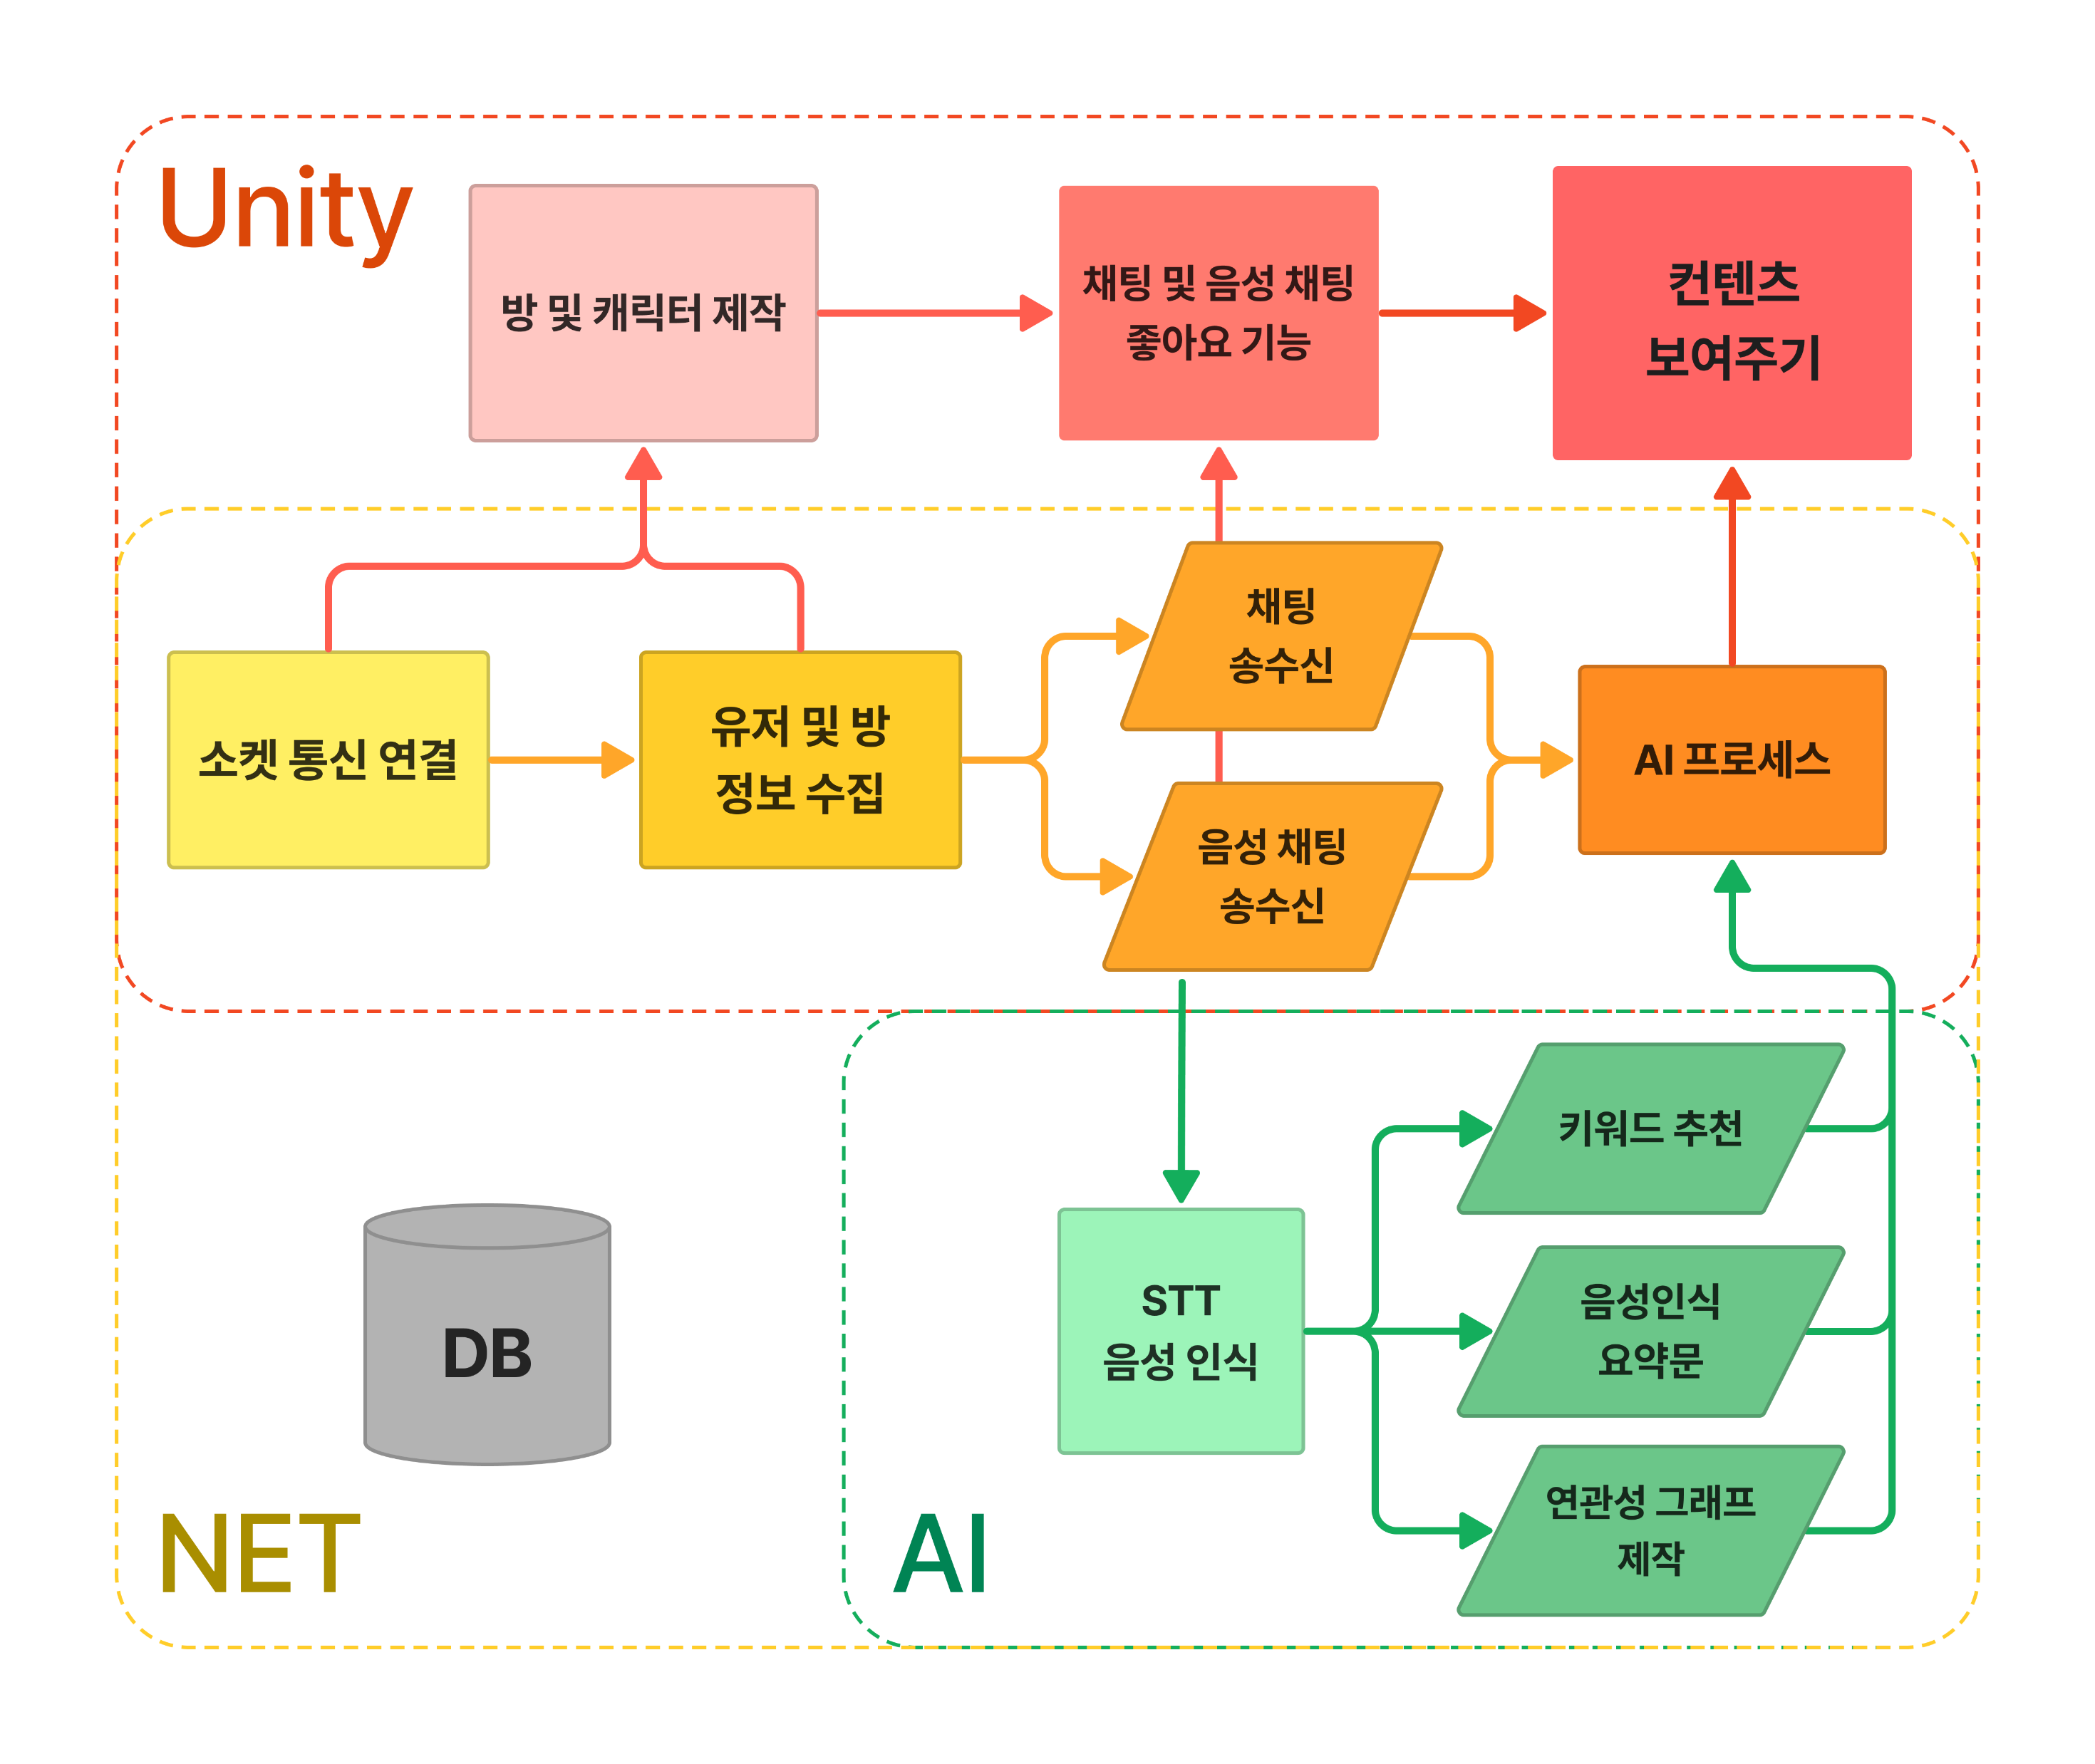 Unity
방 및 캐릭터 제작
채팅 및 음성 채팅
좋아요 기능
컨텐츠
보여주기
소켓 통신 연결
유저 및 방
정보 수집
채팅
송수신
음성 채팅
송수신
AI 프로세스
키워드 추천
STT
음성 인식
음성인식
요약문
연관성 그래프
제작
DB
NET
AI